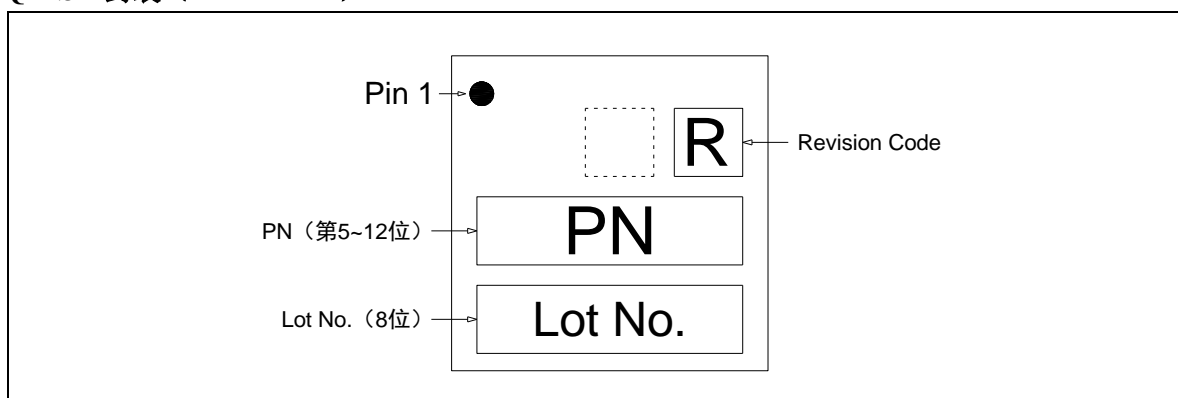 Pin 1
R
Revision Code
PN（第5~12位）
PN
Lot No.（8位）
Lot No.